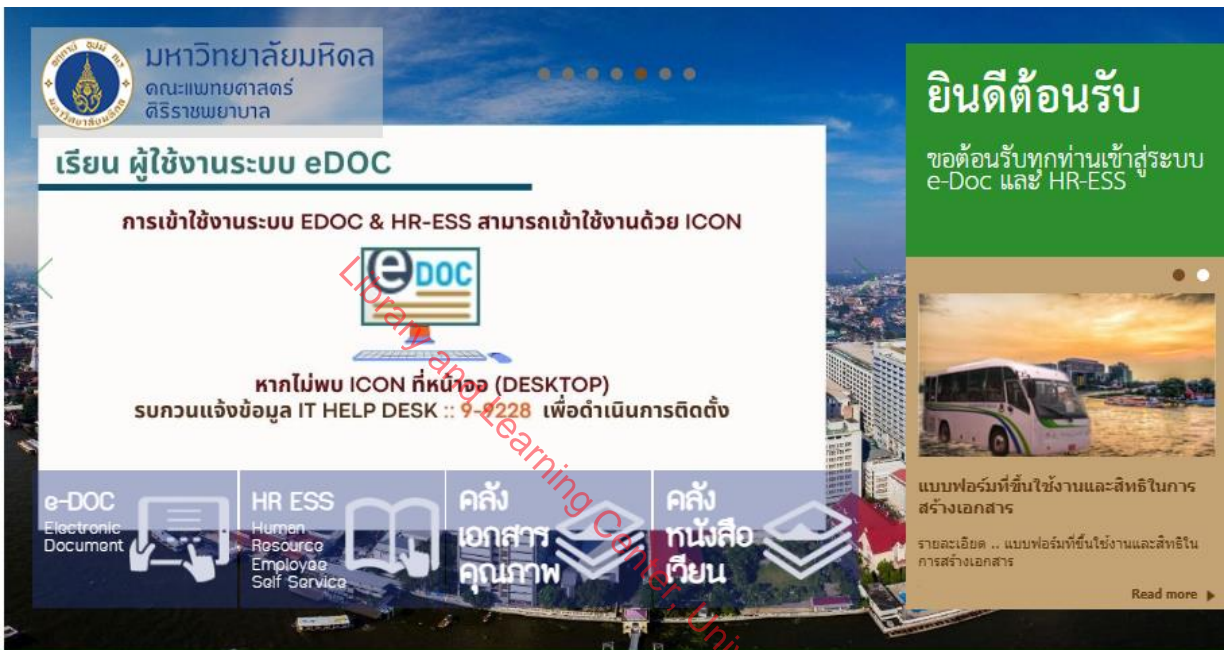 มหาวิทยาลัยมหิดล
คณะแพทยศาสตร์
ศิริราชพยาบาล
เรียน ผู้ใช้งานระบบ eDOC
การเข้าใช้งานระบบ EDOC & HR-ESS สามารถเข้าใช้งานด้วย ICON
eDOC
หากไม่พบ ICON ที่หน้าจอ (DESKTOP)
รบกวนแจ้งข้อมูล IT HELP DESK :: 9-9228 เพื่อดำเนินการติดตั้ง
e-DOC
Electronic
Document
HR ESS
Human
Resource
Employee
Self Service
คลัง
เอกสาร
คุณภาพ
คลัง
หนังสือ
เวียน
ยินดีต้อนรับ
ขอต้อนรับทุกท่านเข้าสู่ระบบ
e-Doc และ HR-ESS
แบบฟอร์มที่ขึ้นใช้งานและสิทธิในการ
สร้างเอกสาร
รายละเอียด .. แบบฟอร์มที่ขึ้นใช้งานและสิทธิใน
การสร้างเอกสาร
Read more
Library and Learning Center, Uni